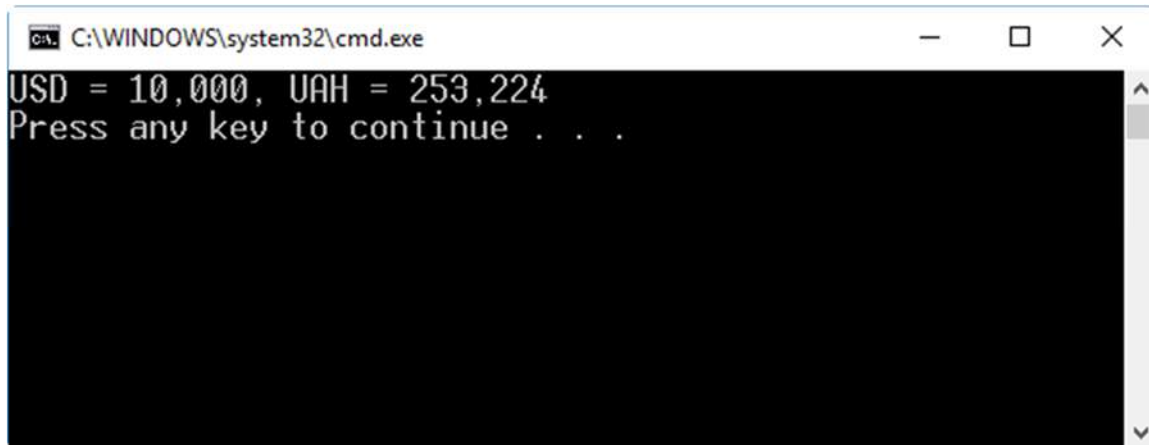 C:\WINDOWS\system32\cmd.exe
USD = 10,000, UAH = 253,224
Press any key to continue . . .